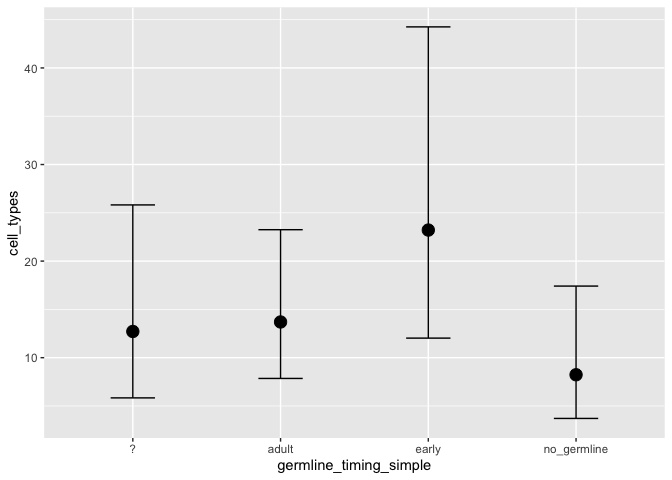 40
30
20
10
cell_types
? adult early no_germline
germline_timing_simple